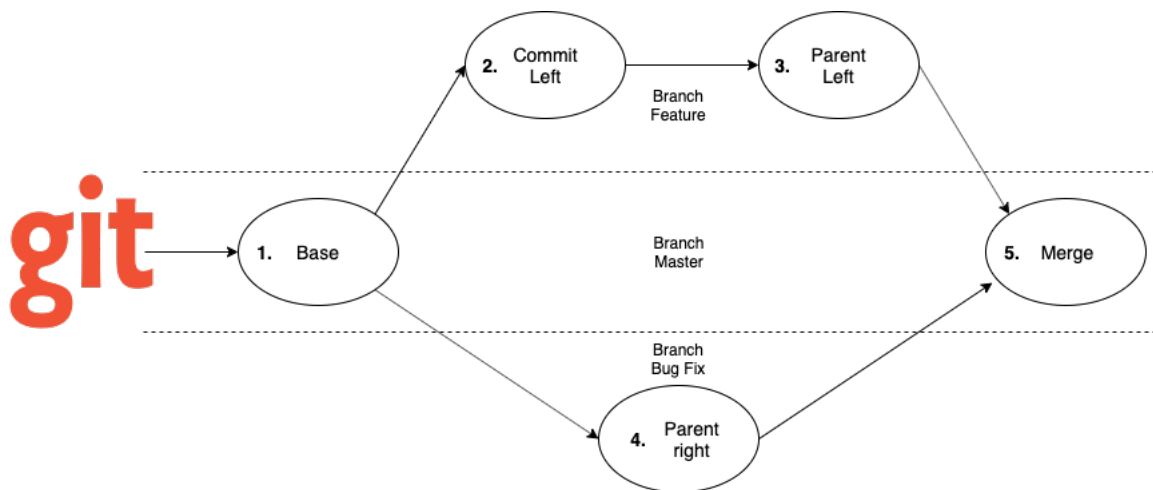 2. Commit
Left
3. Parent
Left
Branch
Feature
git
1. Base
Branch
Master
5. Merge
Branch
Bug Fix
4. Parent
right